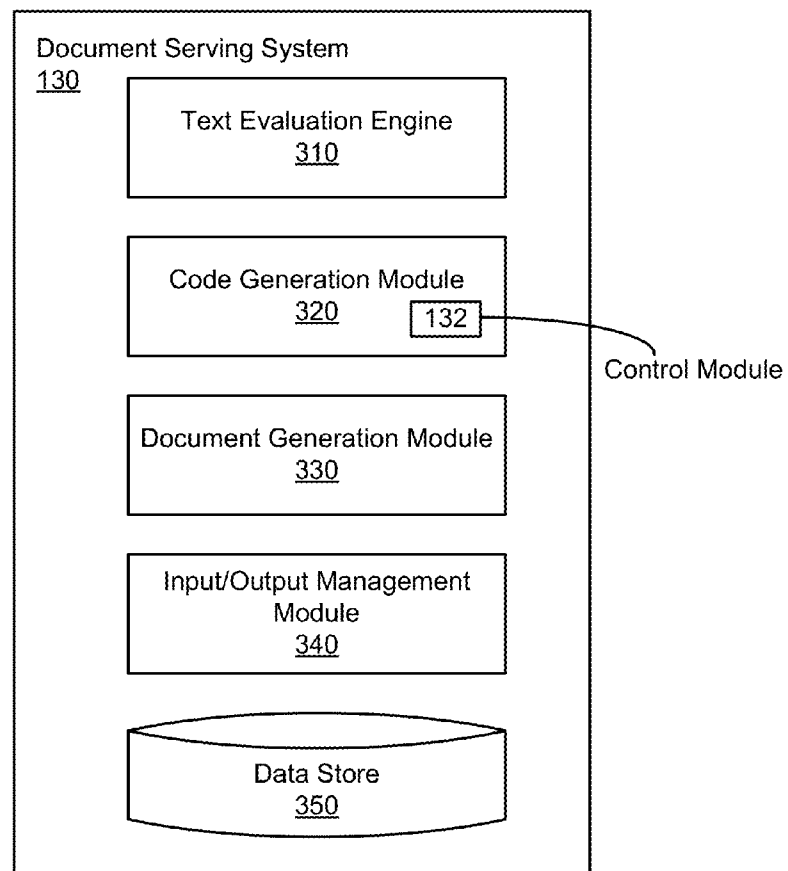 Document Serving System
130
Text Evaluation Engine
310
Code Generation Module
320
132
Control Module
Document Generation Module
330
Input/Output Management
Module
340
Data Store
350